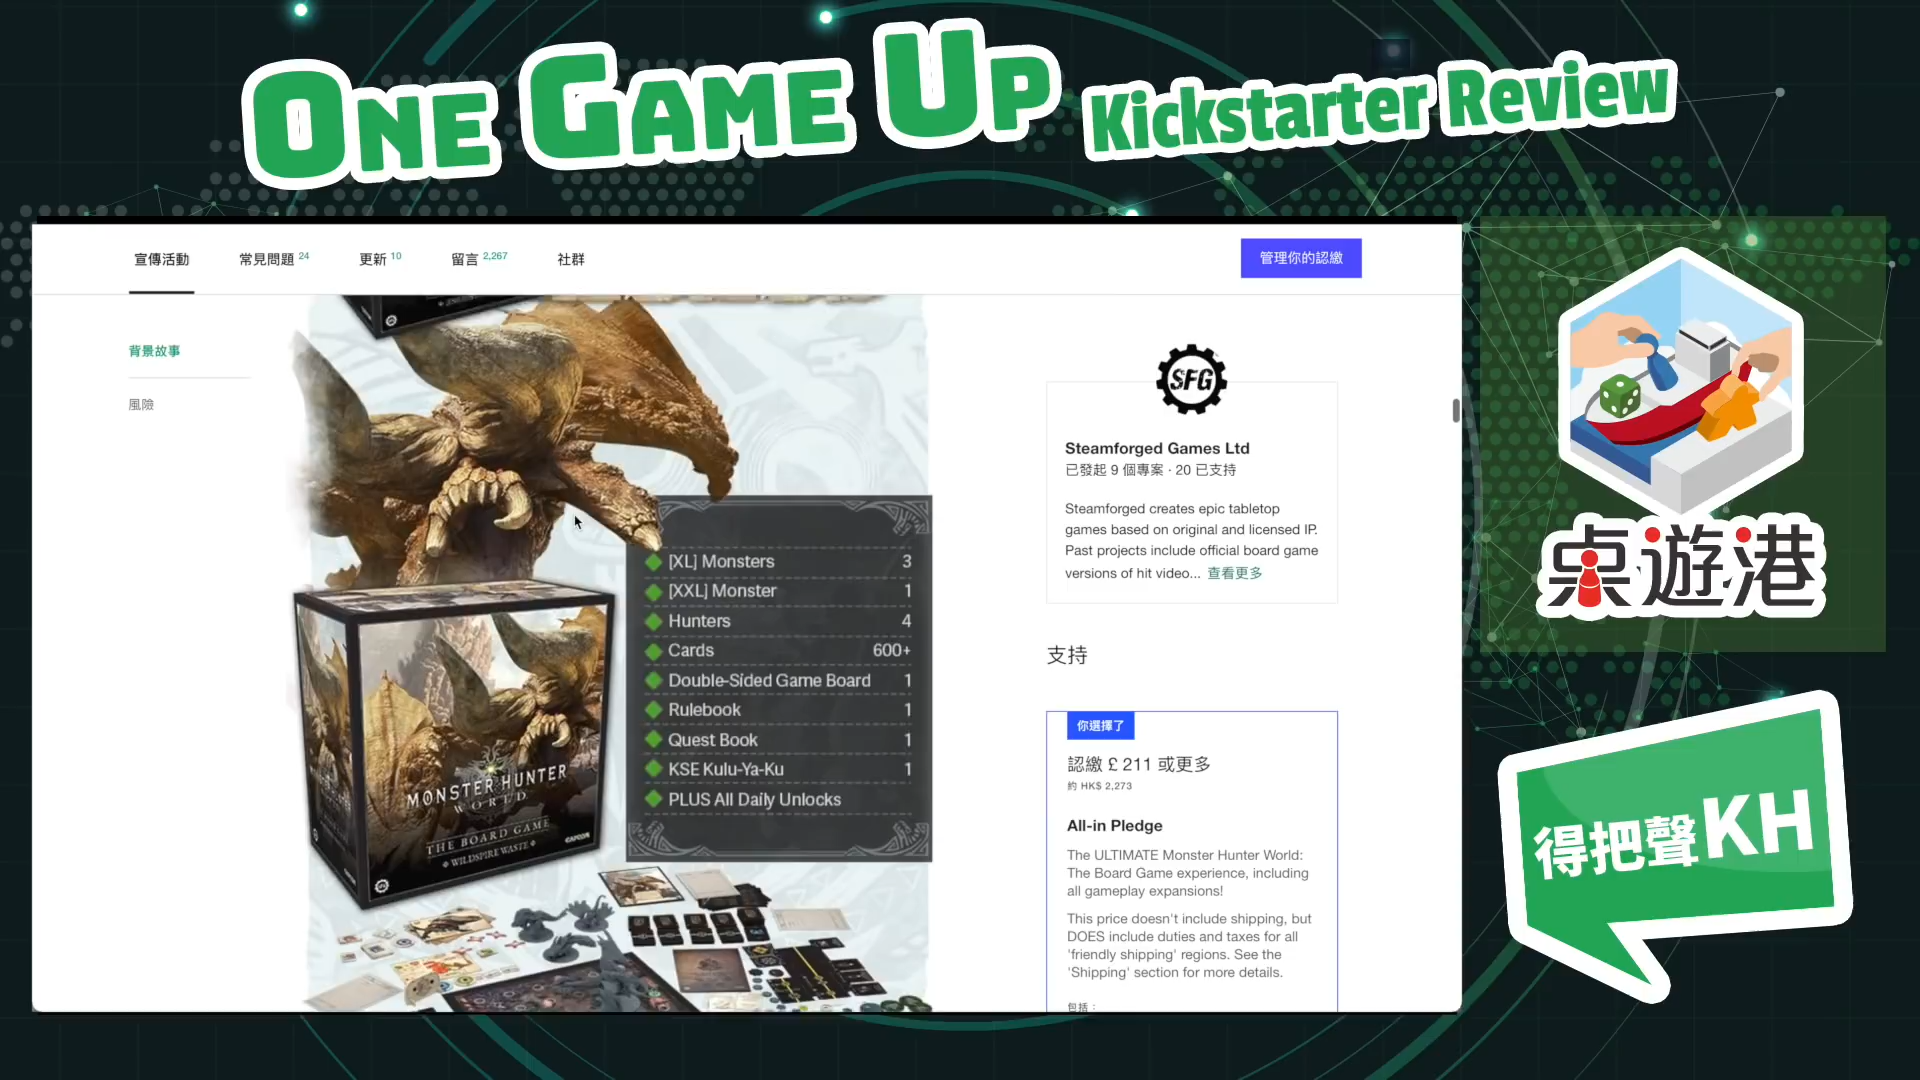 ONE GAME UP Kickstarter Review
宣傳活動
常見問題 24
更新 10
留言 2,267
社群
管理你的認繳
背景故事
風險
[XL] Monsters 3
[XXL] Monster 1
Hunters 4
Cards 600+
Double-Sided Game Board 1
Rulebook 1
Quest Book 1
KSE Kulu-Ya-Ku 1
PLUS All Daily Unlocks
MONSTER HUNTER
WORLD
THE BOARD GAME
WILDSPIRE WASTE
CAPCOM
SFG
Steamforged Games Ltd
已發起 9 個專案 · 20 已支持
Steamforged creates epic tabletop
games based on original and licensed IP.
Past projects include official board game
versions of hit video... 查看更多
支持
你選擇了
認繳 £ 211 或更多
約 HK$ 2,273
All-in Pledge
The ULTIMATE Monster Hunter World:
The Board Game experience, including
all gameplay expansions!
This price doesn't include shipping, but
DOES include duties and taxes for all
'friendly shipping' regions. See the
'Shipping' section for more details.
包括：
桌遊港
得把聲KH